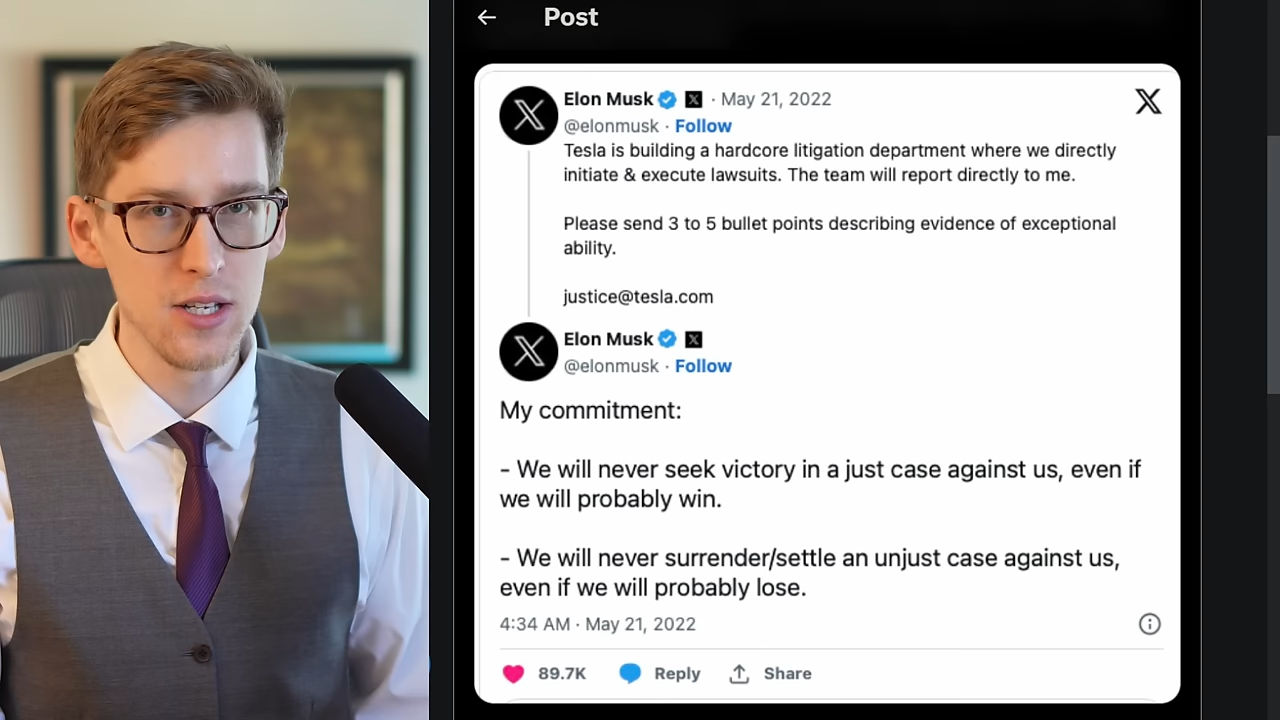 ← Post
Elon Musk · May 21, 2022
@elonmusk · Follow
Tesla is building a hardcore litigation department where we directly
initiate & execute lawsuits. The team will report directly to me.
Please send 3 to 5 bullet points describing evidence of exceptional
ability.
justice@tesla.com
Elon Musk
@elonmusk · Follow
My commitment:
- We will never seek victory in a just case against us, even if
we will probably win.
- We will never surrender/settle an unjust case against us,
even if we will probably lose.
4:34 AM · May 21, 2022
89.7K Reply Share